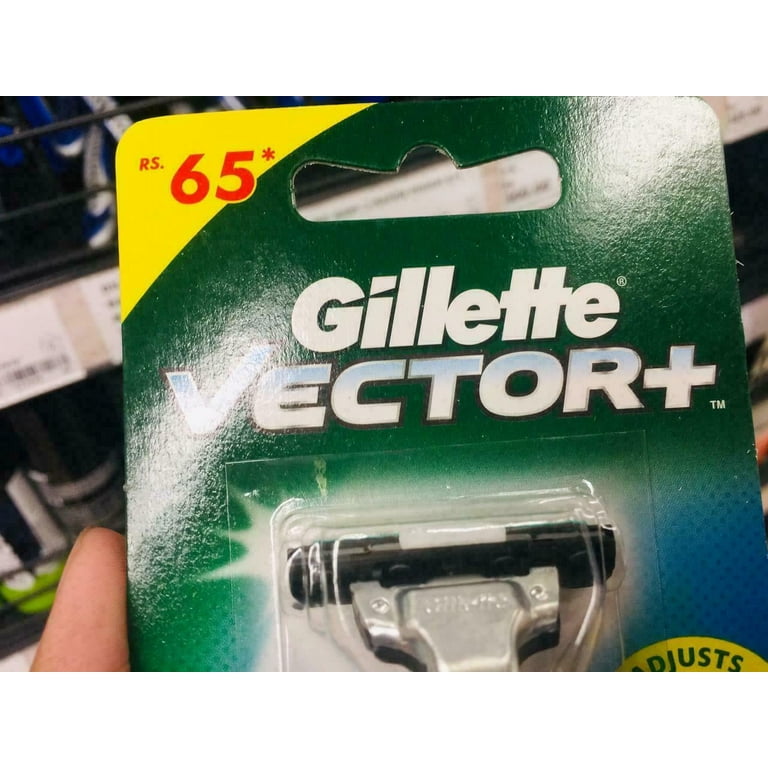 RS. 65*
Gillette®
VECTOR+™
Gillette
ADJUSTS